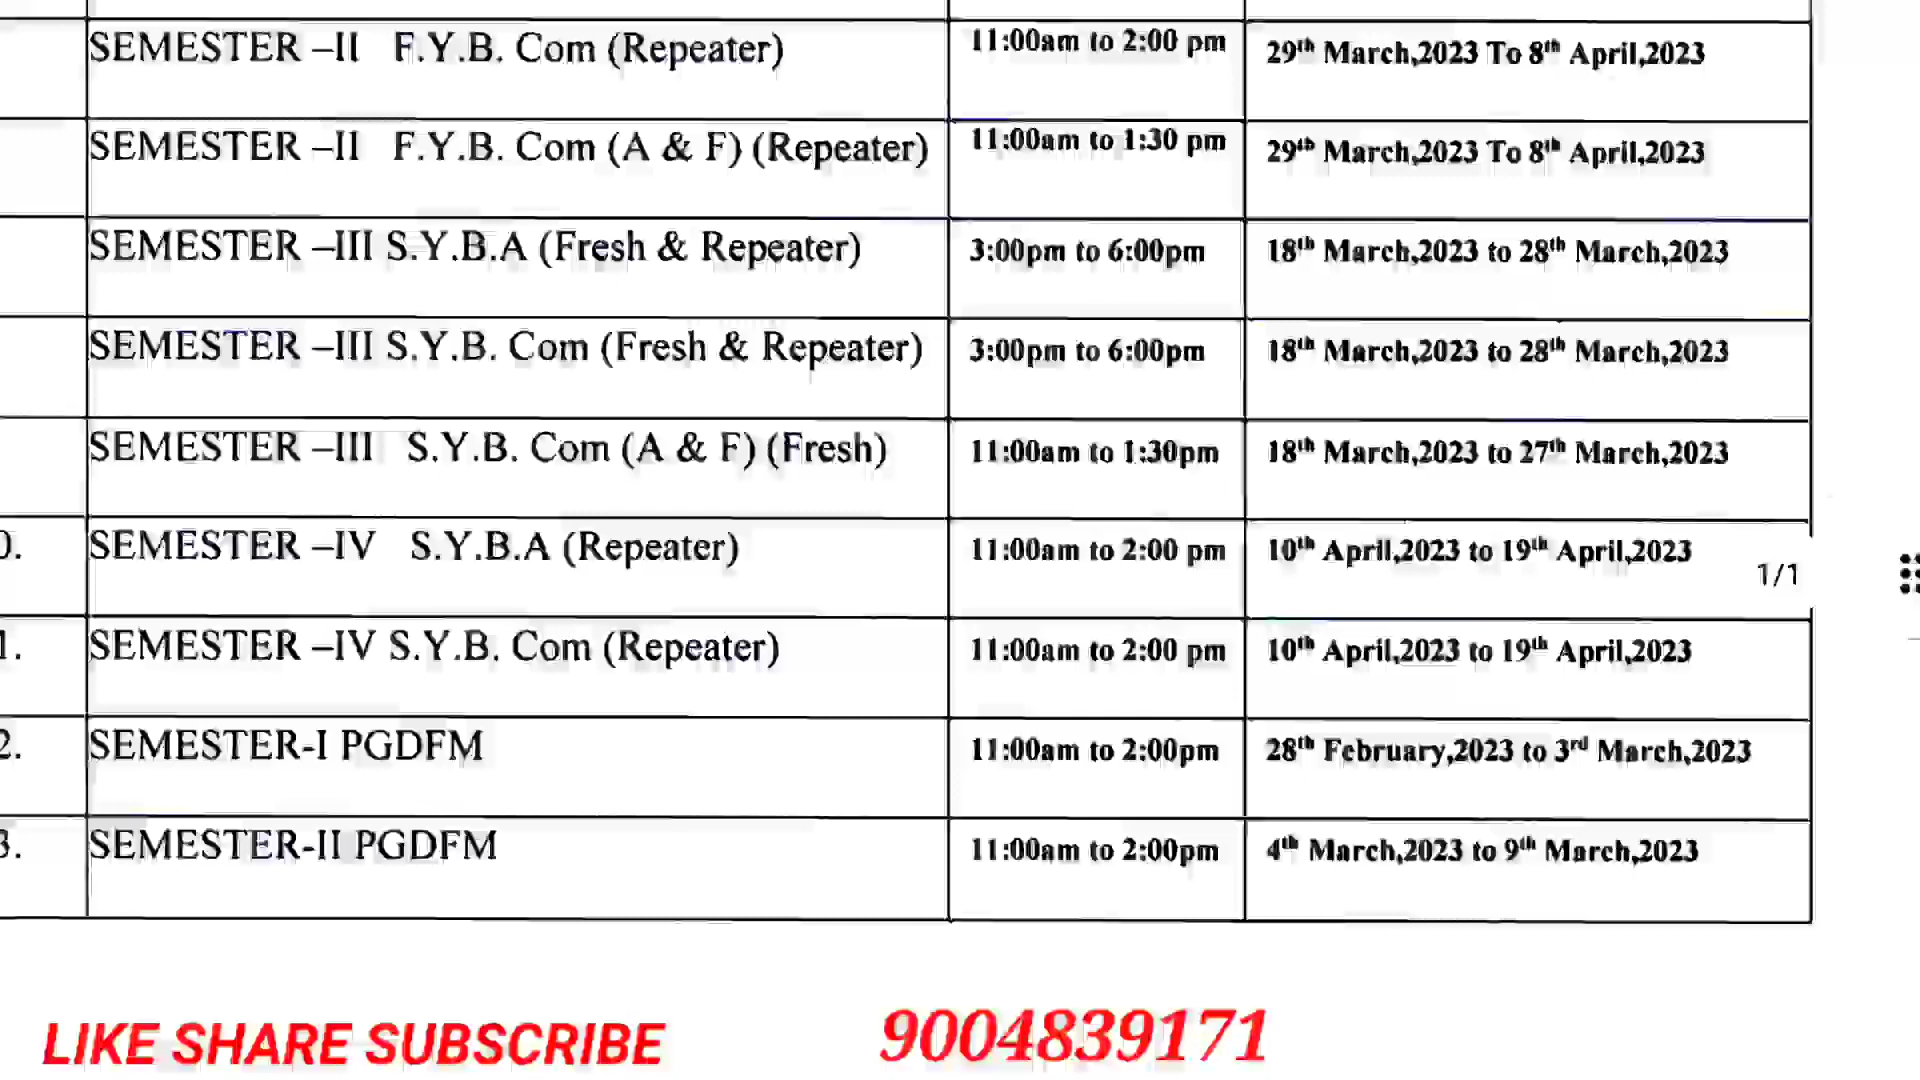 SEMESTER –II F.Y.B. Com (Repeater) 11:00am to 2:00 pm 29th March,2023 To 8th April,2023
SEMESTER –II F.Y.B. Com (A & F) (Repeater) 11:00am to 1:30 pm 29th March,2023 To 8th April,2023
SEMESTER –III S.Y.B.A (Fresh & Repeater) 3:00pm to 6:00pm 18th March,2023 to 28th March,2023
SEMESTER –III S.Y.B. Com (Fresh & Repeater) 3:00pm to 6:00pm 18th March,2023 to 28th March,2023
SEMESTER –III S.Y.B. Com (A & F) (Fresh) 11:00am to 1:30pm 18th March,2023 to 27th March,2023
0. SEMESTER –IV S.Y.B.A (Repeater) 11:00am to 2:00 pm 10th April,2023 to 19th April,2023
1/1
1. SEMESTER –IV S.Y.B. Com (Repeater) 11:00am to 2:00 pm 10th April,2023 to 19th April,2023
2. SEMESTER-I PGDFM 11:00am to 2:00pm 28th February,2023 to 3rd March,2023
3. SEMESTER-II PGDFM 11:00am to 2:00pm 4th March,2023 to 9th March,2023
LIKE SHARE SUBSCRIBE 9004839171